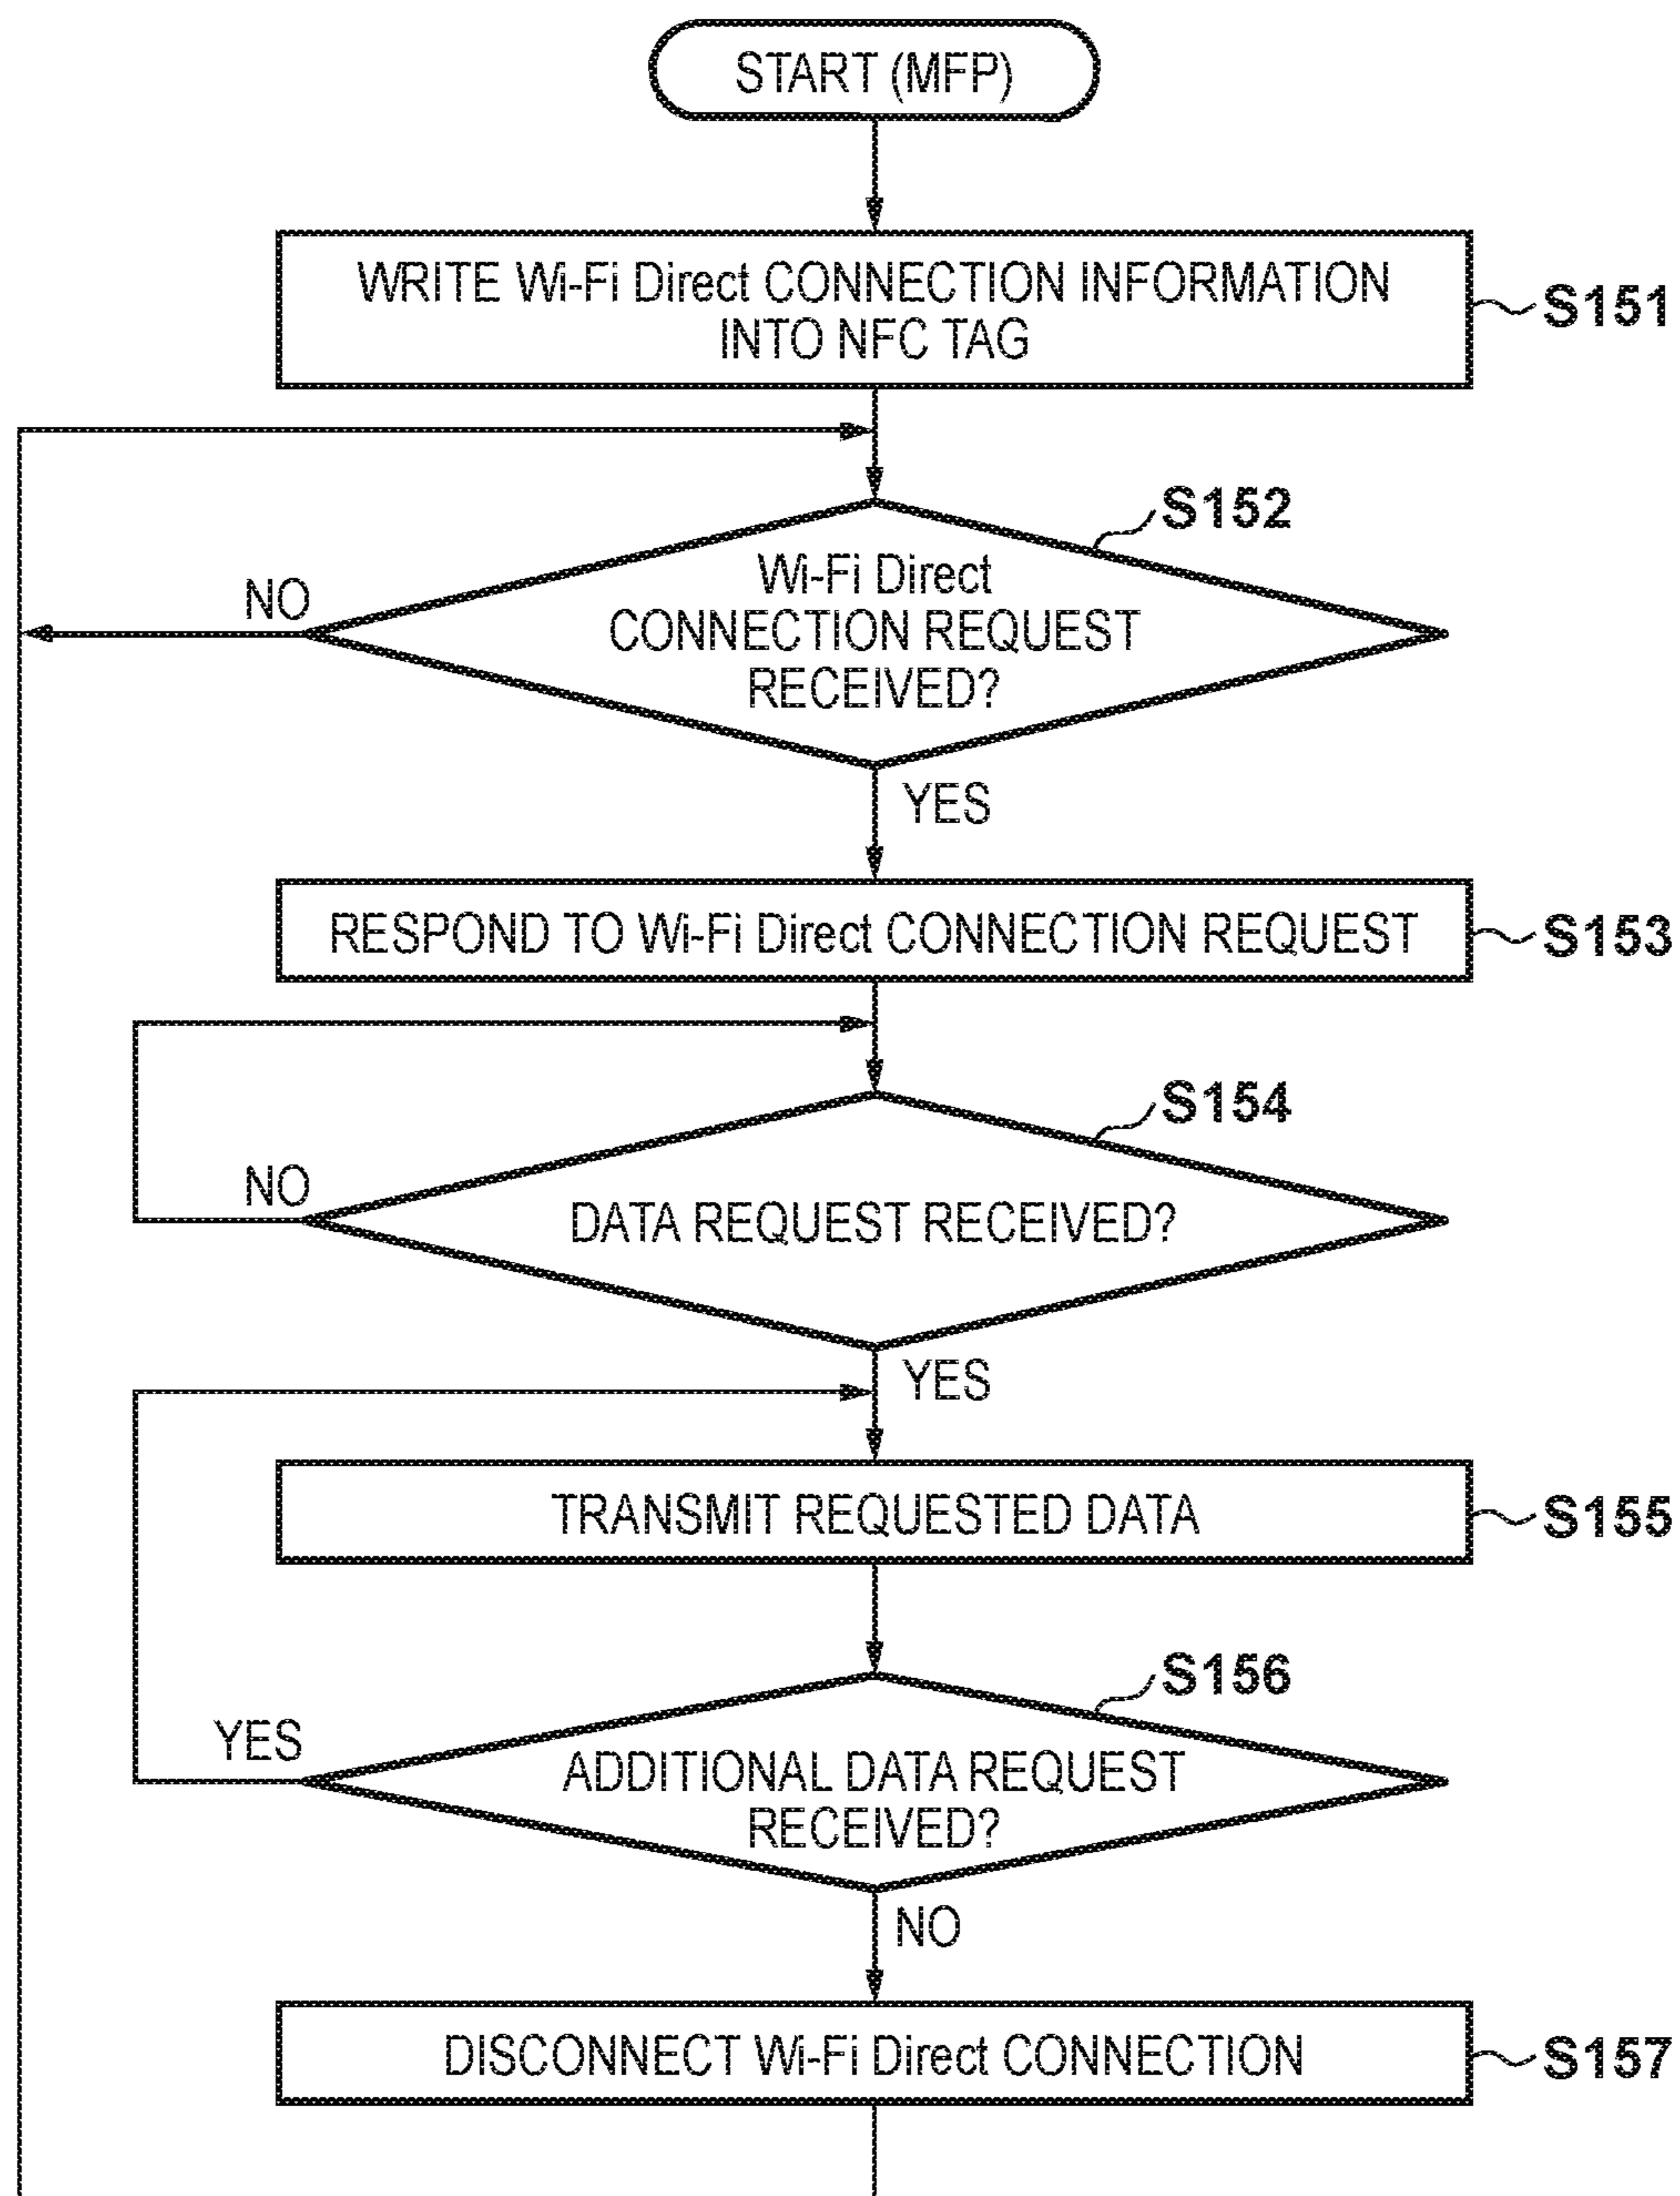 START (MFP)
WRITE Wi-Fi Direct CONNECTION INFORMATION
INTO NFC TAG
S151
S152
Wi-Fi Direct
CONNECTION REQUEST
RECEIVED?
NO
YES
RESPOND TO Wi-Fi Direct CONNECTION REQUEST
S153
S154
DATA REQUEST RECEIVED?
NO
YES
TRANSMIT REQUESTED DATA
S155
S156
ADDITIONAL DATA REQUEST
RECEIVED?
YES
NO
DISCONNECT Wi-Fi Direct CONNECTION
S157